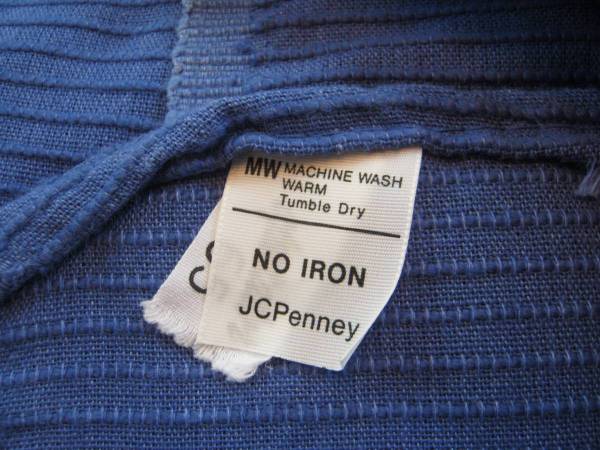 MW MACHINE WASH
WARM
Tumble Dry
NO IRON
JCPenney